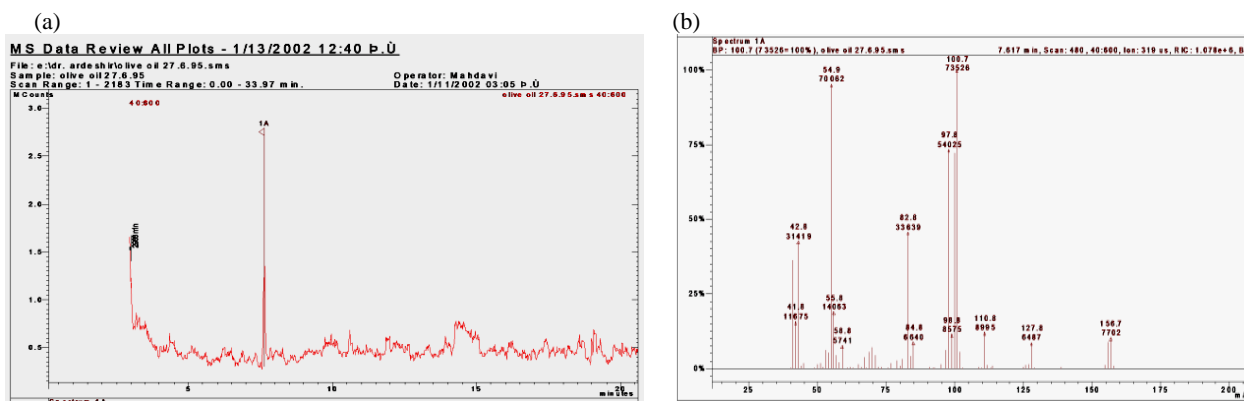 (a)
MS Data Review All Plots - 1/13/2002 12:40 Þ.Ù
File: e:\dr. ardeshir\olive oil 27.6.95.sms
Sample: olive oil 27.6.95
Operator: Mahdavi
Scan Range: 1 - 2183 Time Range: 0.00 - 33.97 min.
Date: 1/11/2002 03:05 Þ.Ù
MCounts
40:600
olive oil 27.6.95.sms 40:600
3.0
1A
2.5
2.0
1.5
1.0
0.5
5
10
15
20
minutes
Spectrum 1A
(b)
Spectrum 1A
BP: 100.7 (73526=100%), olive oil 27.6.95.sms
7.617 min, Scan: 480, 40:600, Ion: 319 us, RIC: 1.078e+6, B
100.7
73526
100%
54.9
70062
97.8
54025
75%
50%
82.8
33639
42.8
31419
25%
55.8
14063
41.8
11675
98.8
8575
110.8
8995
58.8
5741
84.8
6640
127.8
6487
156.7
7702
0%
25
50
75
100
125
150
175
200
m